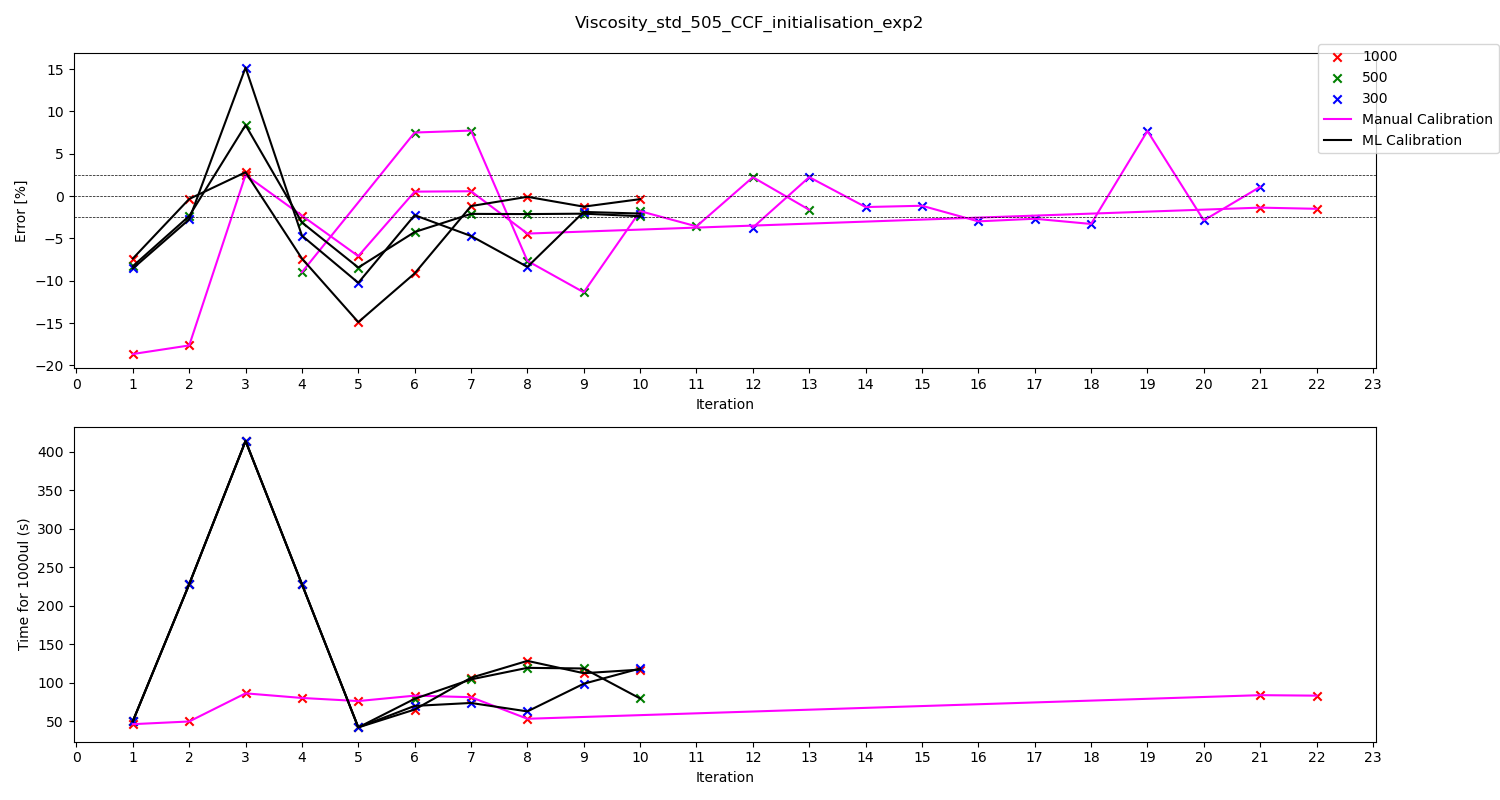 Viscosity_std_505_CCF_initialisation_exp2
1000
500
300
Manual Calibration
ML Calibration
Error [%]
15
10
5
0
−5
−10
−15
−20
0 1 2 3 4 5 6 7 8 9 10 11 12 13 14 15 16 17 18 19 20 21 22 23
Iteration
Time for 1000ul (s)
400
350
300
250
200
150
100
50
0 1 2 3 4 5 6 7 8 9 10 11 12 13 14 15 16 17 18 19 20 21 22 23
Iteration